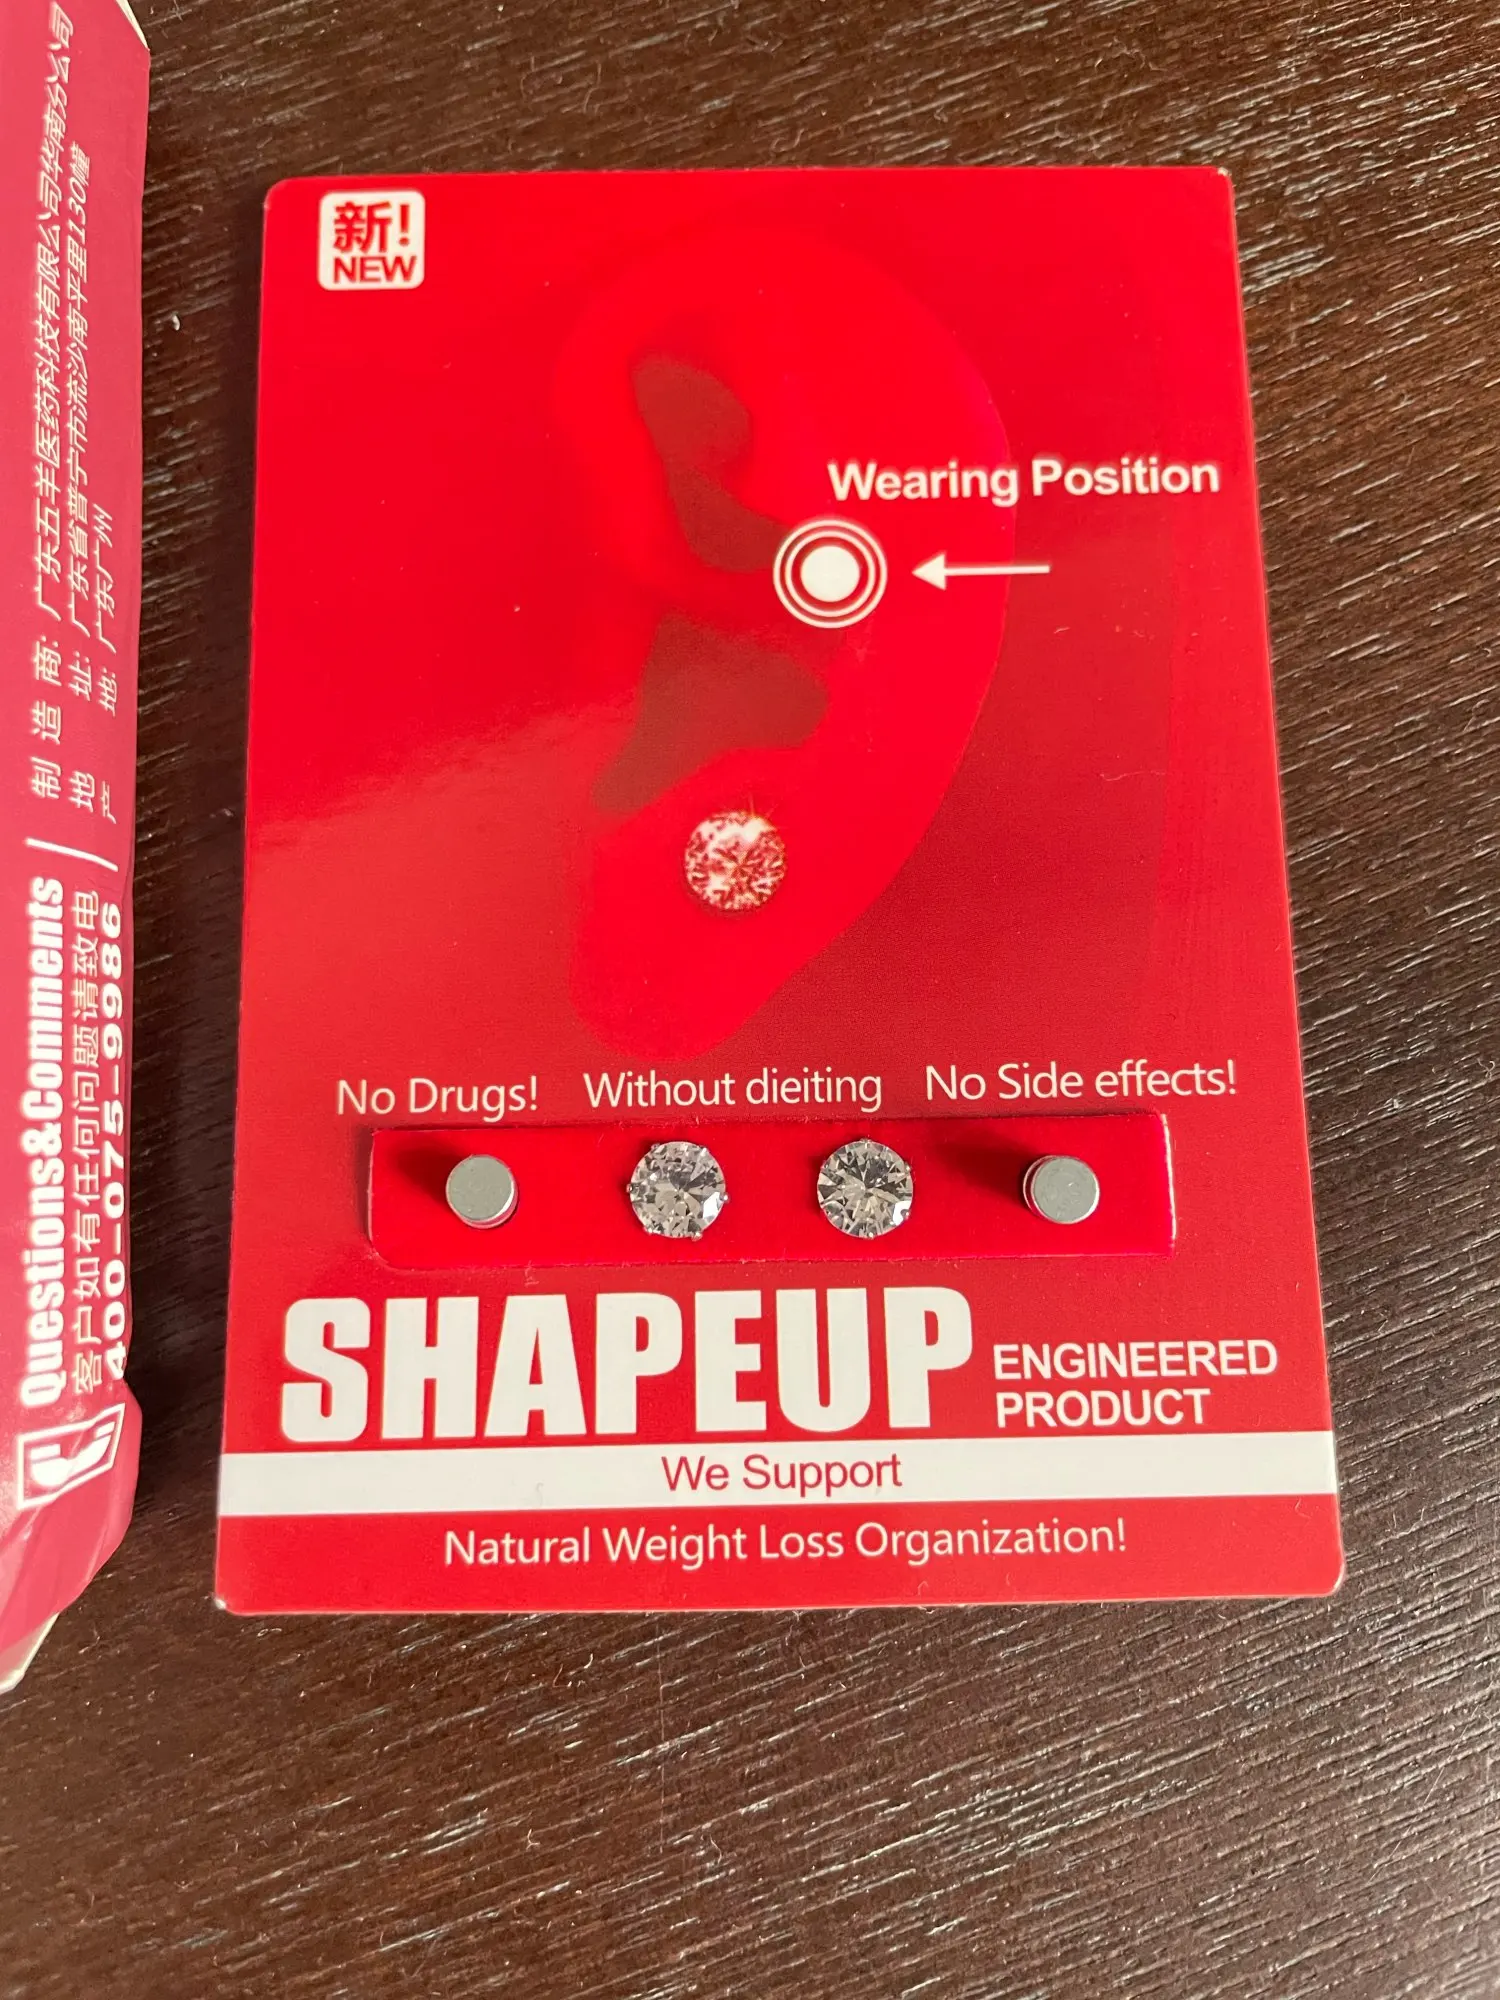 新!
NEW
Wearing Position
No Drugs! Without dieiting No Side effects!
SHAPEUP
ENGINEERED
PRODUCT
We Support
Natural Weight Loss Organization!
制 造 商: 广东五羊医药科技有限公司华南分公司
地 址: 广东省普宁市流沙南平里130幢
产 地: 广东广州
Questions&Comments
客户如有任何问题请致电
400-075-9986